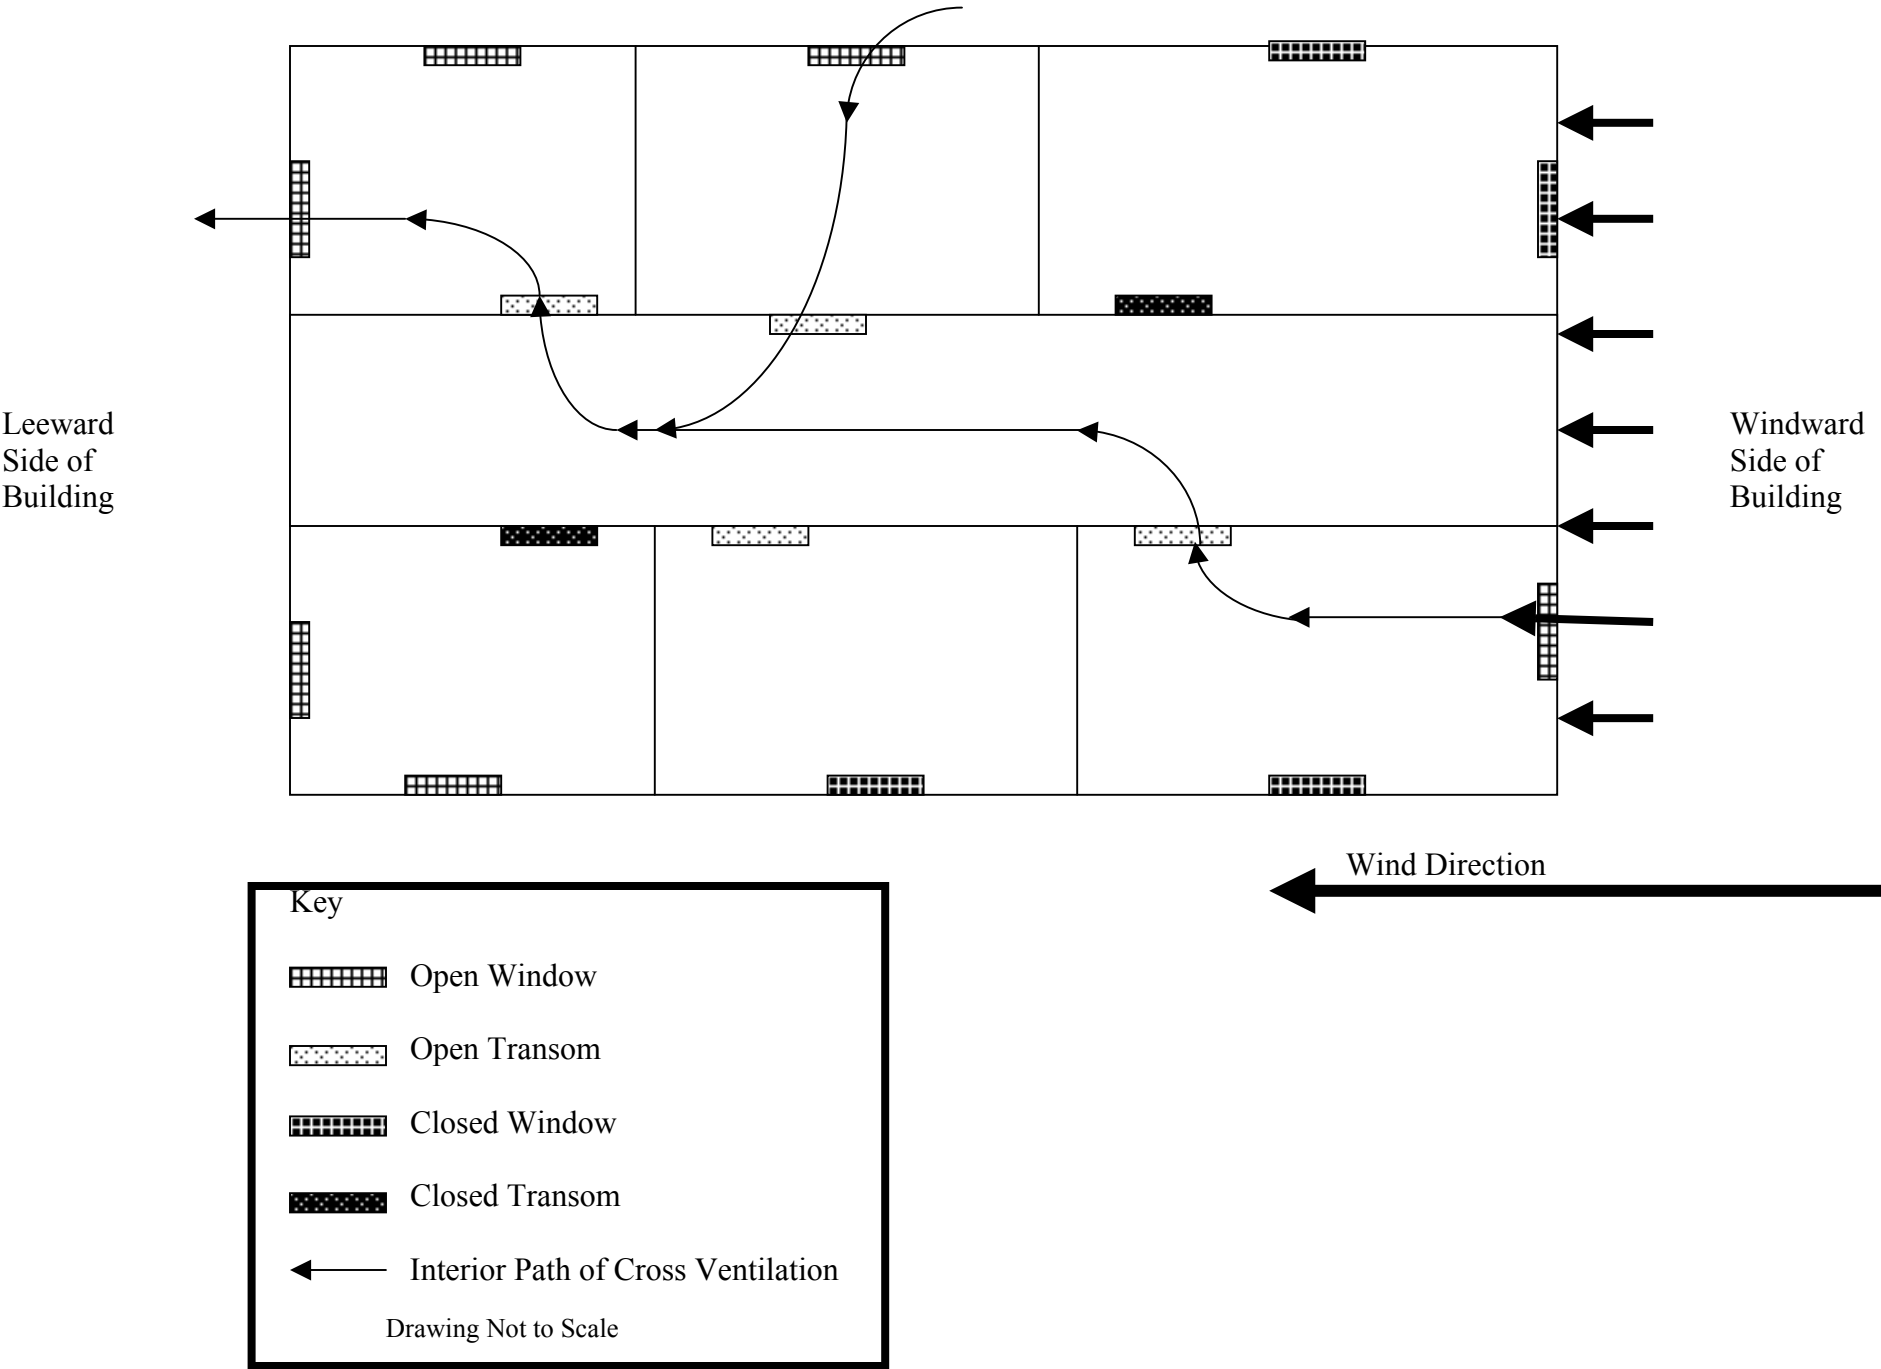 Leeward
Side of
Building
Windward
Side of
Building
Wind Direction
Key
Open Window
Open Transom
Closed Window
Closed Transom
Interior Path of Cross Ventilation
Drawing Not to Scale